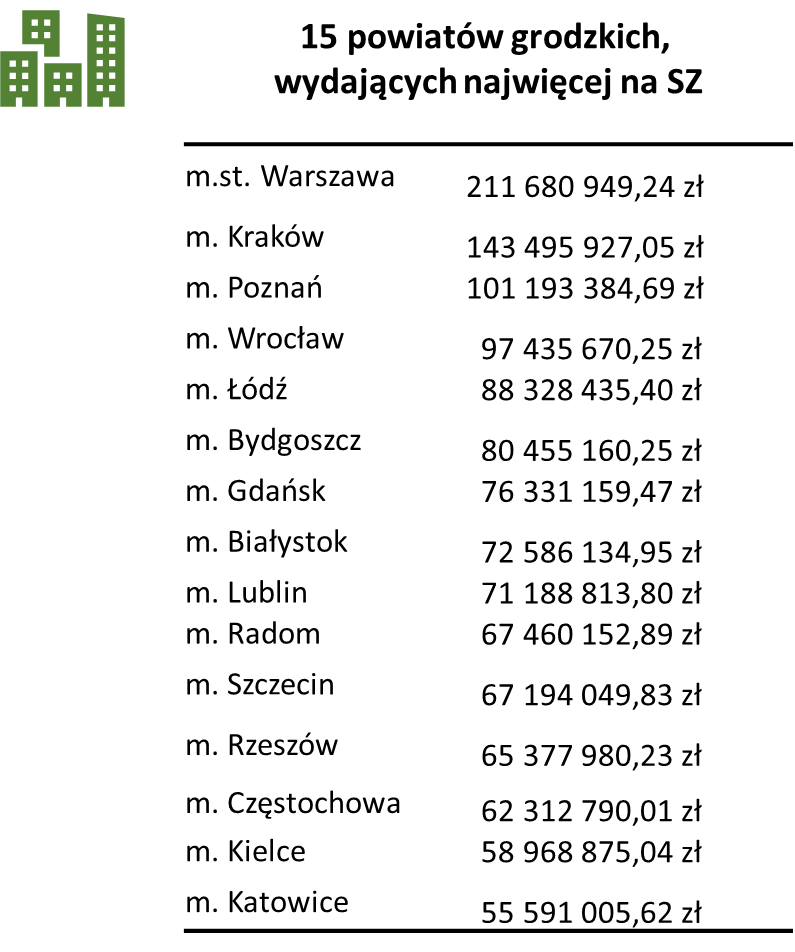 15 powiatów grodzkich,
wydających najwięcej na SZ
m.st. Warszawa 211 680 949,24 zł
m. Kraków 143 495 927,05 zł
m. Poznań 101 193 384,69 zł
m. Wrocław 97 435 670,25 zł
m. Łódź 88 328 435,40 zł
m. Bydgoszcz 80 455 160,25 zł
m. Gdańsk 76 331 159,47 zł
m. Białystok 72 586 134,95 zł
m. Lublin 71 188 813,80 zł
m. Radom 67 460 152,89 zł
m. Szczecin 67 194 049,83 zł
m. Rzeszów 65 377 980,23 zł
m. Częstochowa 62 312 790,01 zł
m. Kielce 58 968 875,04 zł
m. Katowice 55 591 005,62 zł